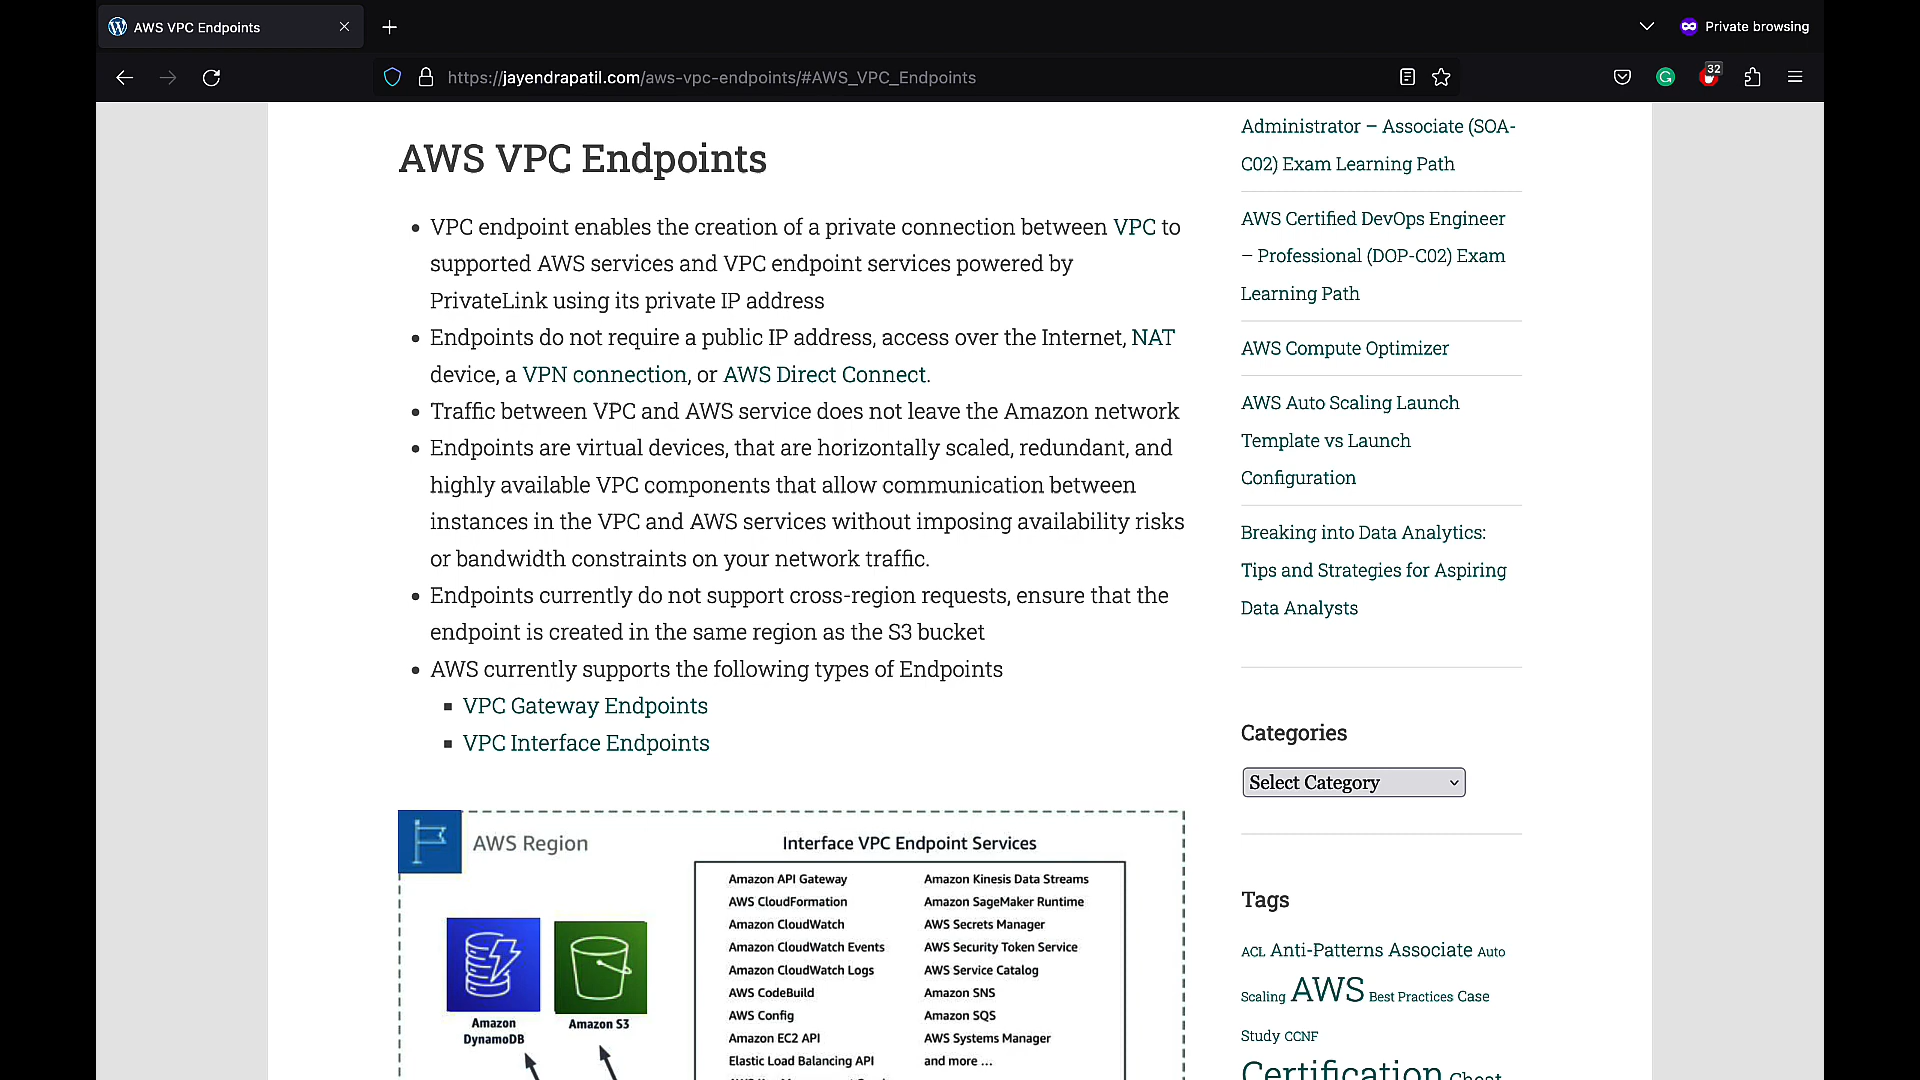 AWS VPC Endpoints
Private browsing
https://jayendrapatil.com/aws-vpc-endpoints/#AWS_VPC_Endpoints
32
AWS VPC Endpoints
• VPC endpoint enables the creation of a private connection between VPC to
supported AWS services and VPC endpoint services powered by
PrivateLink using its private IP address
• Endpoints do not require a public IP address, access over the Internet, NAT
device, a VPN connection, or AWS Direct Connect.
• Traffic between VPC and AWS service does not leave the Amazon network
• Endpoints are virtual devices, that are horizontally scaled, redundant, and
highly available VPC components that allow communication between
instances in the VPC and AWS services without imposing availability risks
or bandwidth constraints on your network traffic.
• Endpoints currently do not support cross-region requests, ensure that the
endpoint is created in the same region as the S3 bucket
• AWS currently supports the following types of Endpoints
▪ VPC Gateway Endpoints
▪ VPC Interface Endpoints
AWS Region
Interface VPC Endpoint Services
Amazon API Gateway
AWS CloudFormation
Amazon CloudWatch
Amazon CloudWatch Events
Amazon CloudWatch Logs
AWS CodeBuild
AWS Config
Amazon EC2 API
Elastic Load Balancing API
Amazon Kinesis Data Streams
Amazon SageMaker Runtime
AWS Secrets Manager
AWS Security Token Service
AWS Service Catalog
Amazon SNS
Amazon SQS
AWS Systems Manager
and more ...
Amazon
DynamoDB
Amazon S3
Administrator – Associate (SOA-
C02) Exam Learning Path
AWS Certified DevOps Engineer
– Professional (DOP-C02) Exam
Learning Path
AWS Compute Optimizer
AWS Auto Scaling Launch
Template vs Launch
Configuration
Breaking into Data Analytics:
Tips and Strategies for Aspiring
Data Analysts
Categories
Select Category
Tags
ACL Anti-Patterns Associate Auto
Scaling AWS Best Practices Case
Study CCNF
Certification Cheat